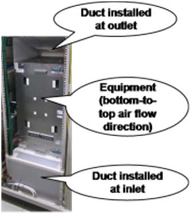 Duct installed
at outlet
Equipment
(bottom-to-
top air flow
direction)
Duct installed
at inlet